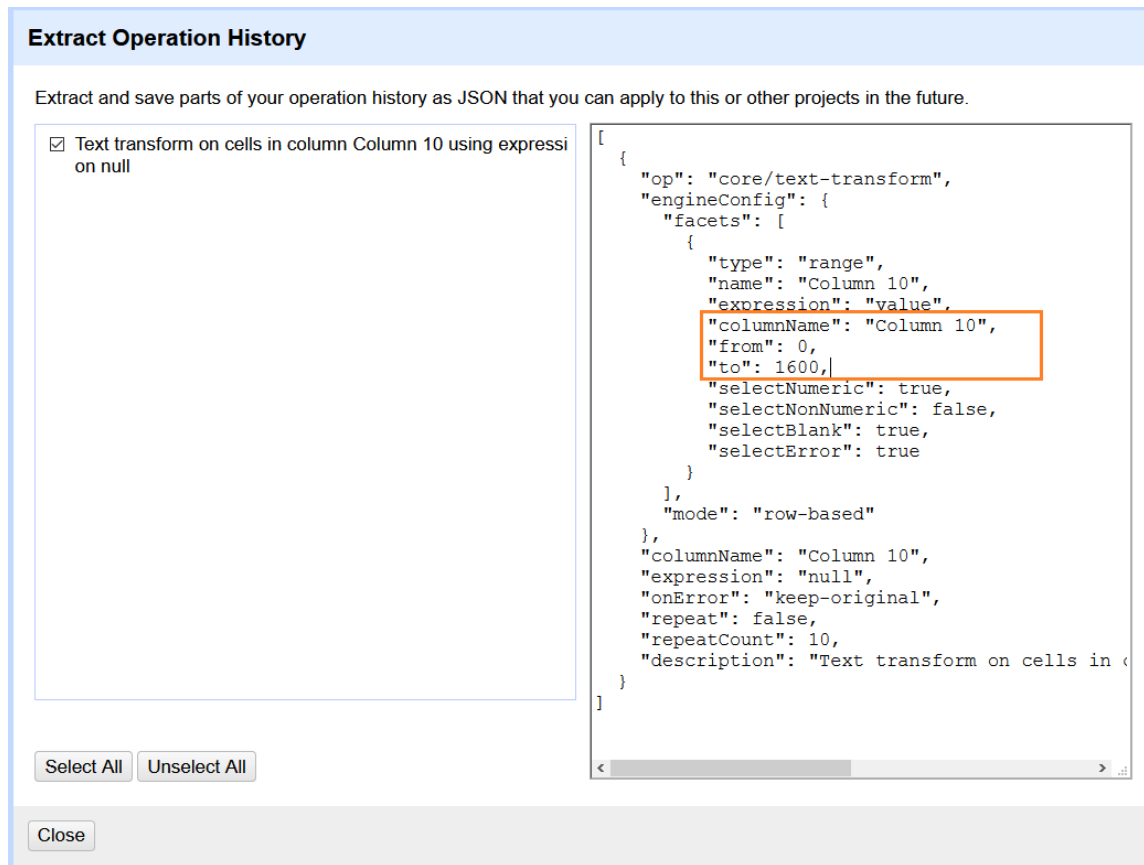 Extract Operation History
Extract and save parts of your operation history as JSON that you can apply to this or other projects in the future.
Text transform on cells in column Column 10 using expressi
on null
[
  {
    "op": "core/text-transform",
    "engineConfig": {
      "facets": [
        {
          "type": "range",
          "name": "Column 10",
          "expression": "value",
          "columnName": "Column 10",
          "from": 0,
          "to": 1600,
          "selectNumeric": true,
          "selectNonNumeric": false,
          "selectBlank": true,
          "selectError": true
        }
      ],
      "mode": "row-based"
    },
    "columnName": "Column 10",
    "expression": "null",
    "onError": "keep-original",
    "repeat": false,
    "repeatCount": 10,
    "description": "Text transform on cells in
  }
]
Select All
Unselect All
Close